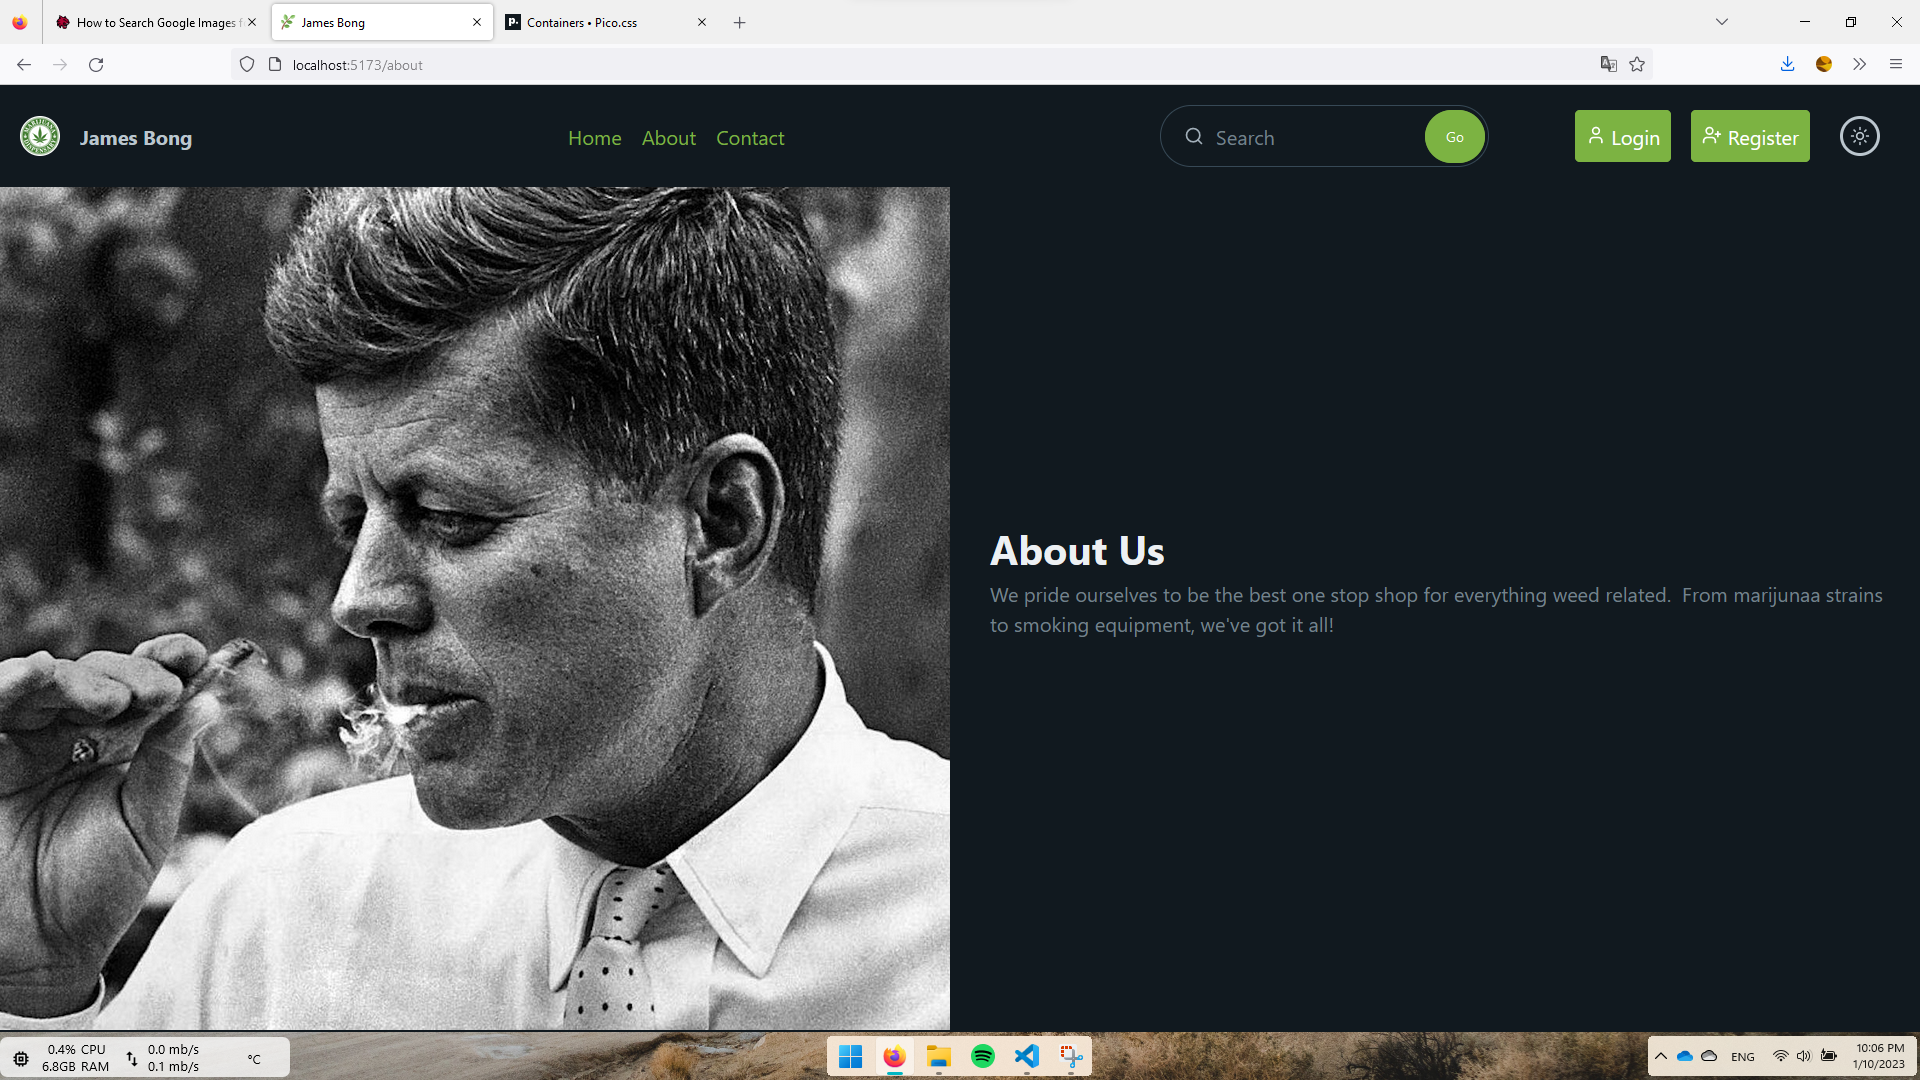 How to Search Google Images f
James Bong
Containers • Pico.css
localhost:5173/about
James Bong
Home
About
Contact
Search
Go
Login
Register
About Us
We pride ourselves to be the best one stop shop for everything weed related. From marijunaa strains
to smoking equipment, we've got it all!
0.4% CPU
6.8GB RAM
0.0 mb/s
0.1 mb/s
°C
ENG
10:06 PM
1/10/2023